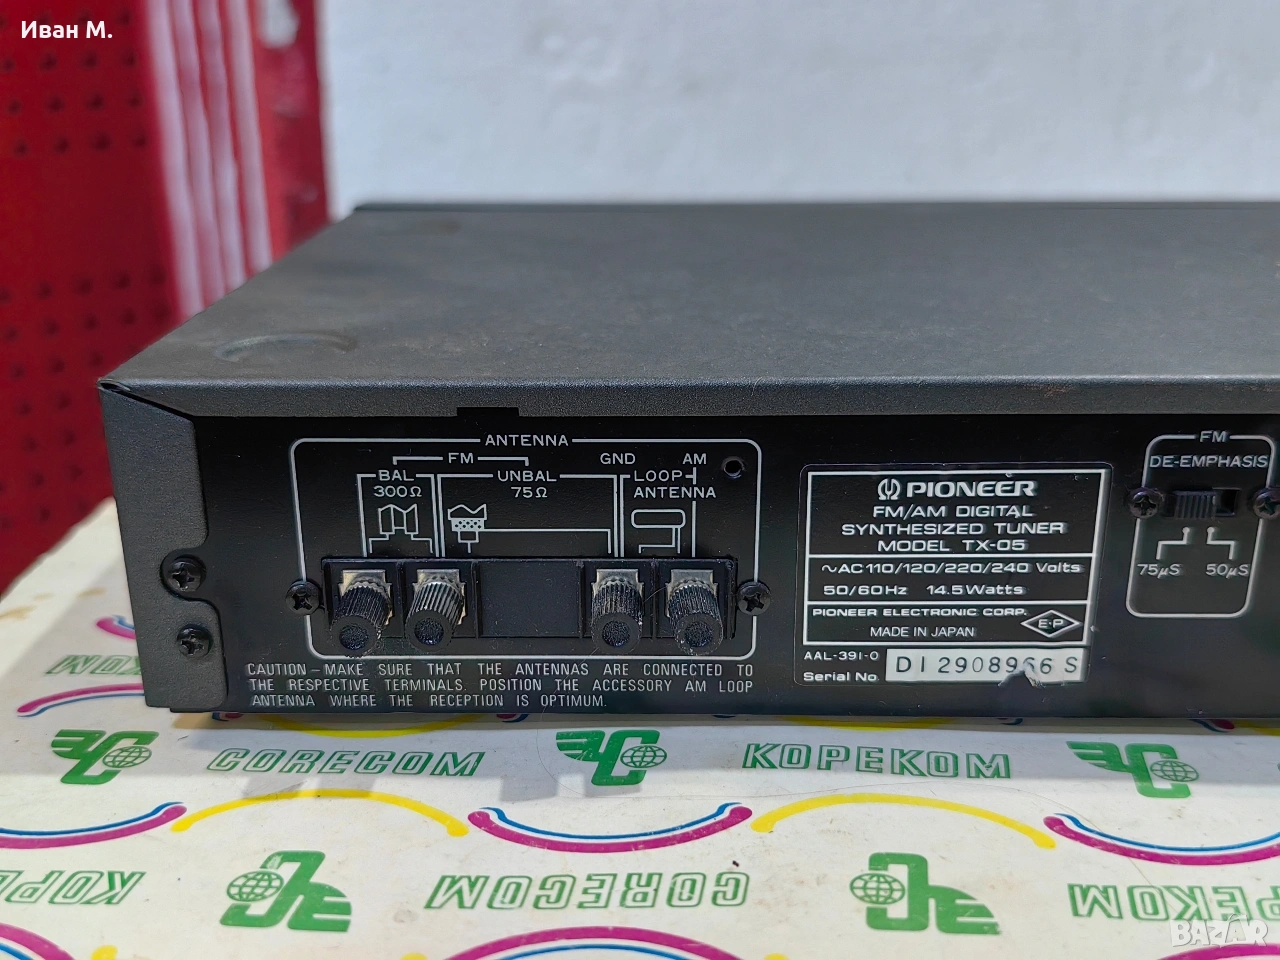 Иван М.
ANTENNA
FM
GND
AM
BAL
300Ω
UNBAL
75Ω
LOOP
ANTENNA
CAUTION – MAKE SURE THAT THE ANTENNAS ARE CONNECTED TO
THE RESPECTIVE TERMINALS. POSITION THE ACCESSORY AM LOOP
ANTENNA WHERE THE RECEPTION IS OPTIMUM.
PIONEER
FM/AM DIGITAL
SYNTHESIZED TUNER
MODEL TX-05
~AC 110/120/220/240 Volts
50/60Hz 14.5Watts
PIONEER ELECTRONIC CORP.
MADE IN JAPAN
E·P
AAL-391-0
Serial No. DI2908966S
FM
DE-EMPHASIS
75µS 50µS
CORECOM
КОРЕКОМ
КОРЕКОМ
CORECOM
КОРЕКОМ
BAZAR